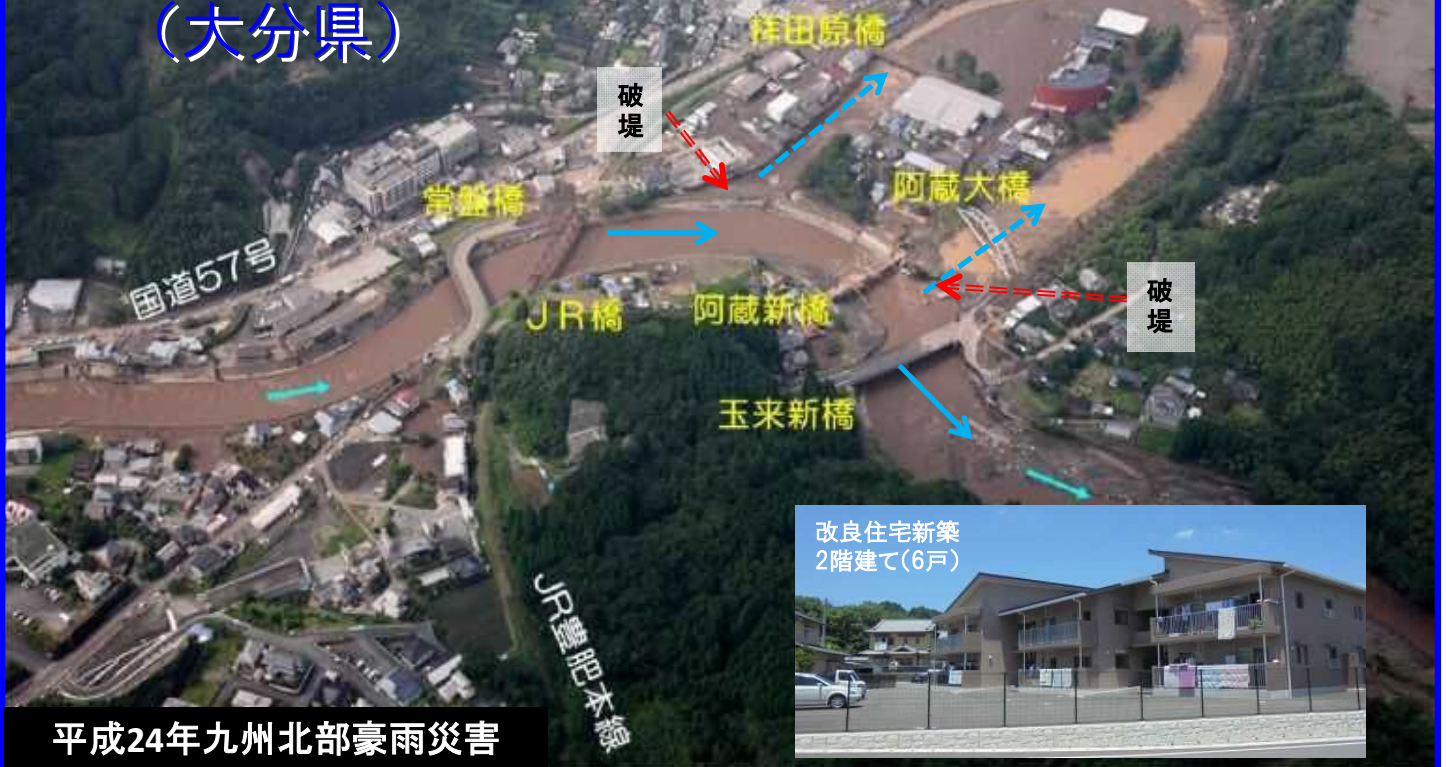 （大分県）
拝田原橋
破
堤
常盤橋
阿蔵大橋
国道57号
破
堤
JR橋
阿蔵新橋
玉来新橋
改良住宅新築
2階建て(6戸)
JR豊肥本線
平成24年九州北部豪雨災害